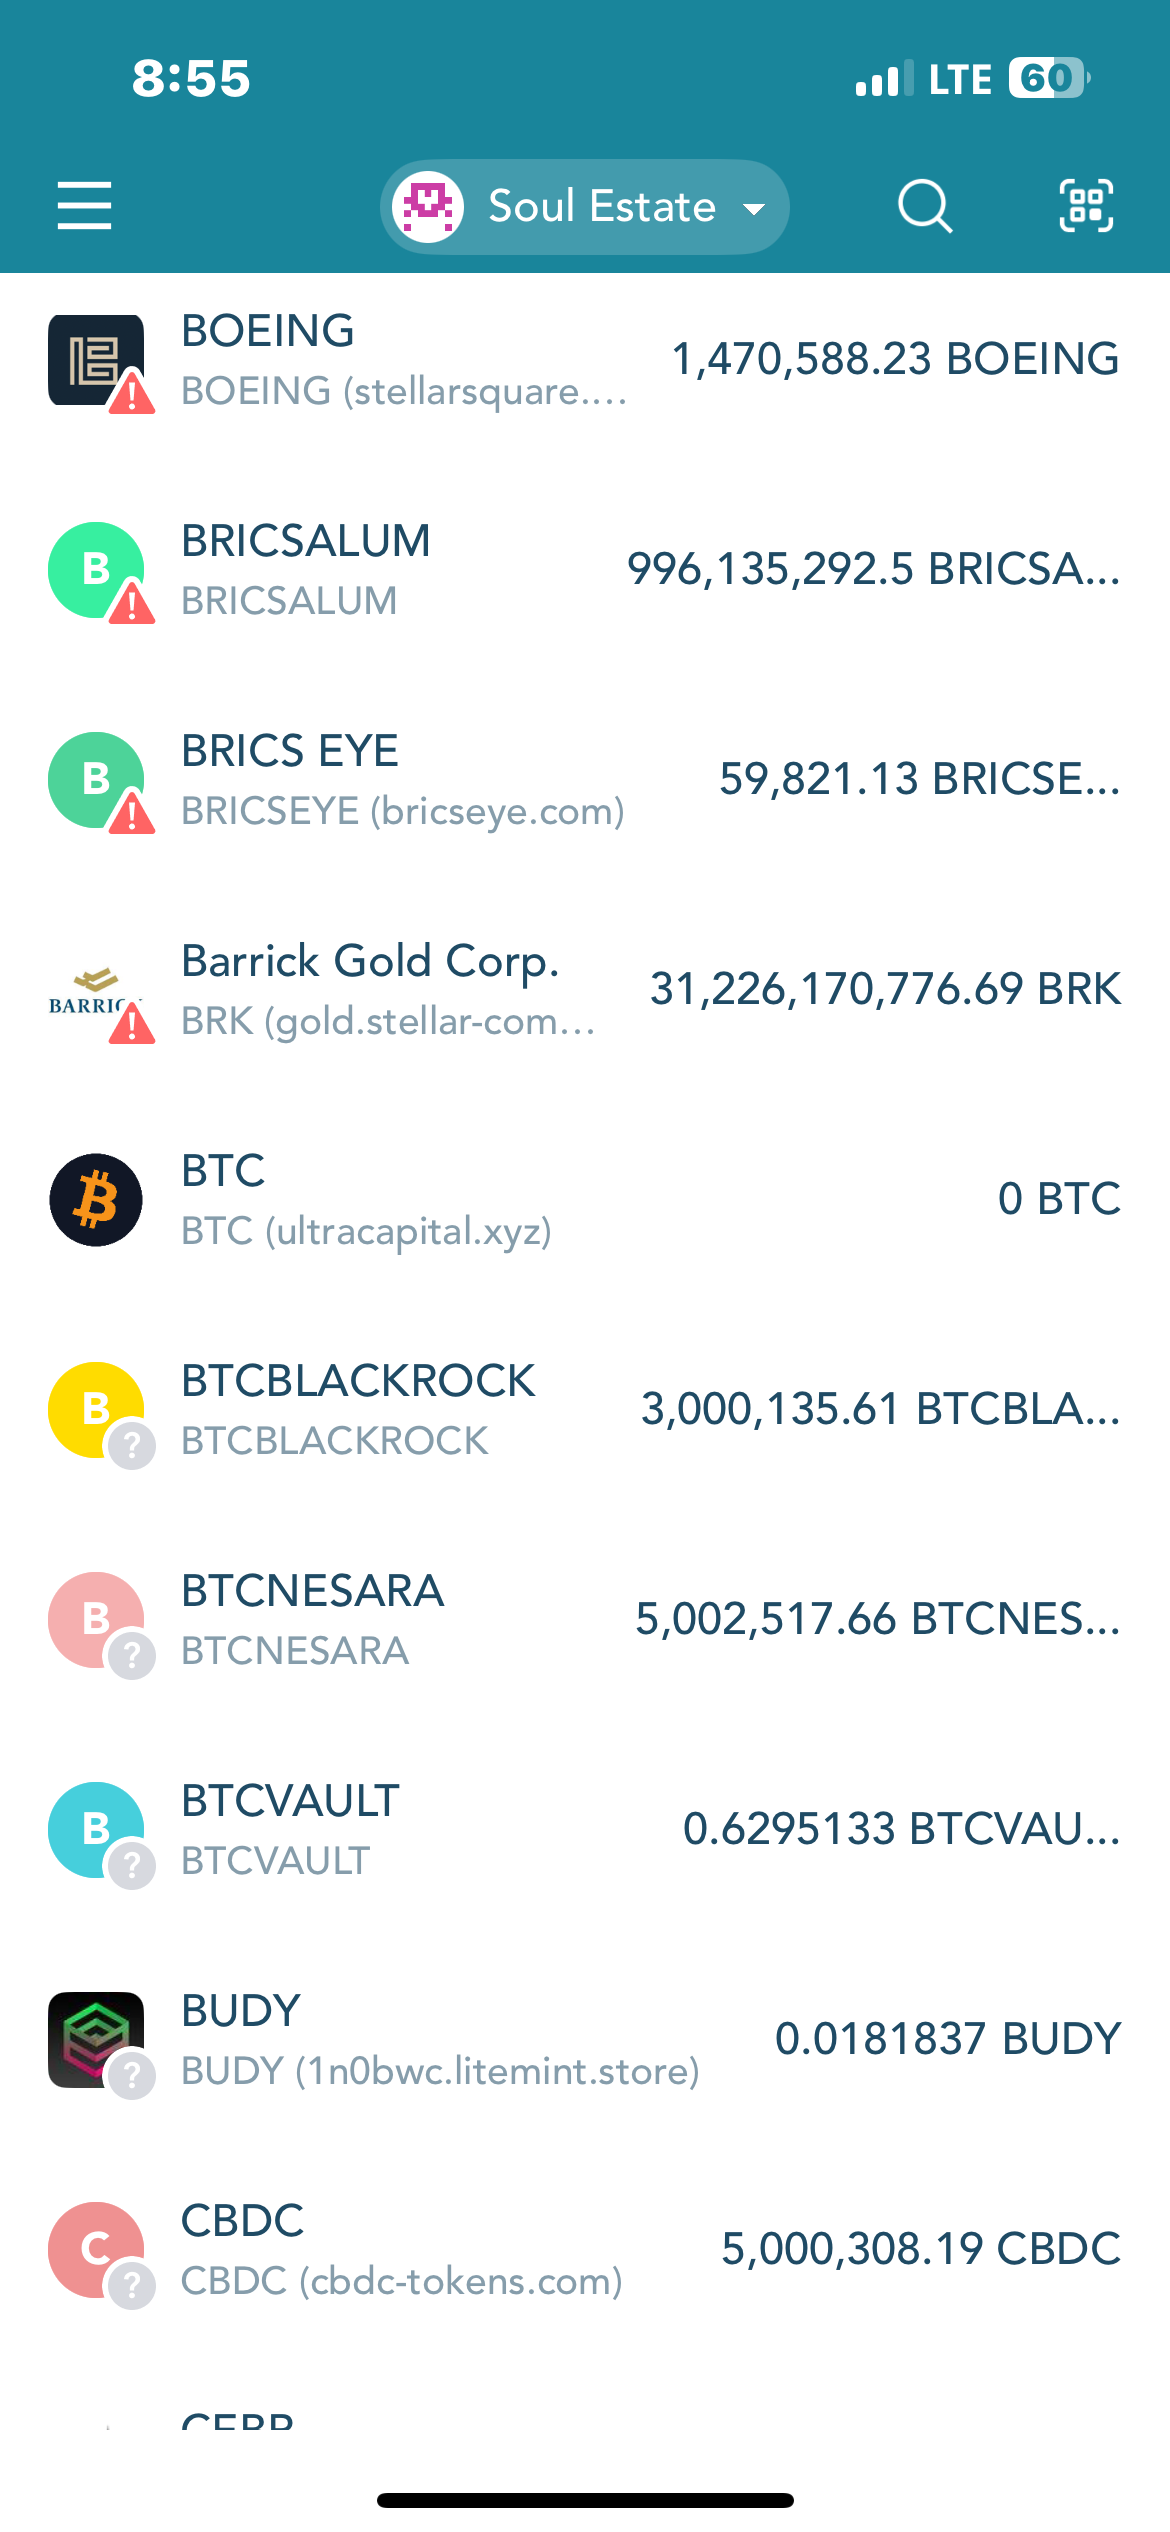 8:55
LTE 60
Soul Estate
BOEING
1,470,588.23 BOEING
BOEING (stellarsquare....
BRICSALUM
996,135,292.5 BRICSA...
BRICSALUM
BRICS EYE
59,821.13 BRICSE...
BRICSEYE (bricseye.com)
Barrick Gold Corp.
31,226,170,776.69 BRK
BRK (gold.stellar-com...
BTC
0 BTC
BTC (ultracapital.xyz)
B
BTCBLACKROCK
3,000,135.61 BTCBLA...
BTCBLACKROCK
B
BTCNESARA
5,002,517.66 BTCNES...
BTCNESARA
B
BTCVAULT
0.6295133 BTCVAU...
BTCVAULT
BUDY
0.0181837 BUDY
BUDY (1n0bwc.litemint.store)
C
CBDC
5,000,308.19 CBDC
CBDC (cbdc-tokens.com)